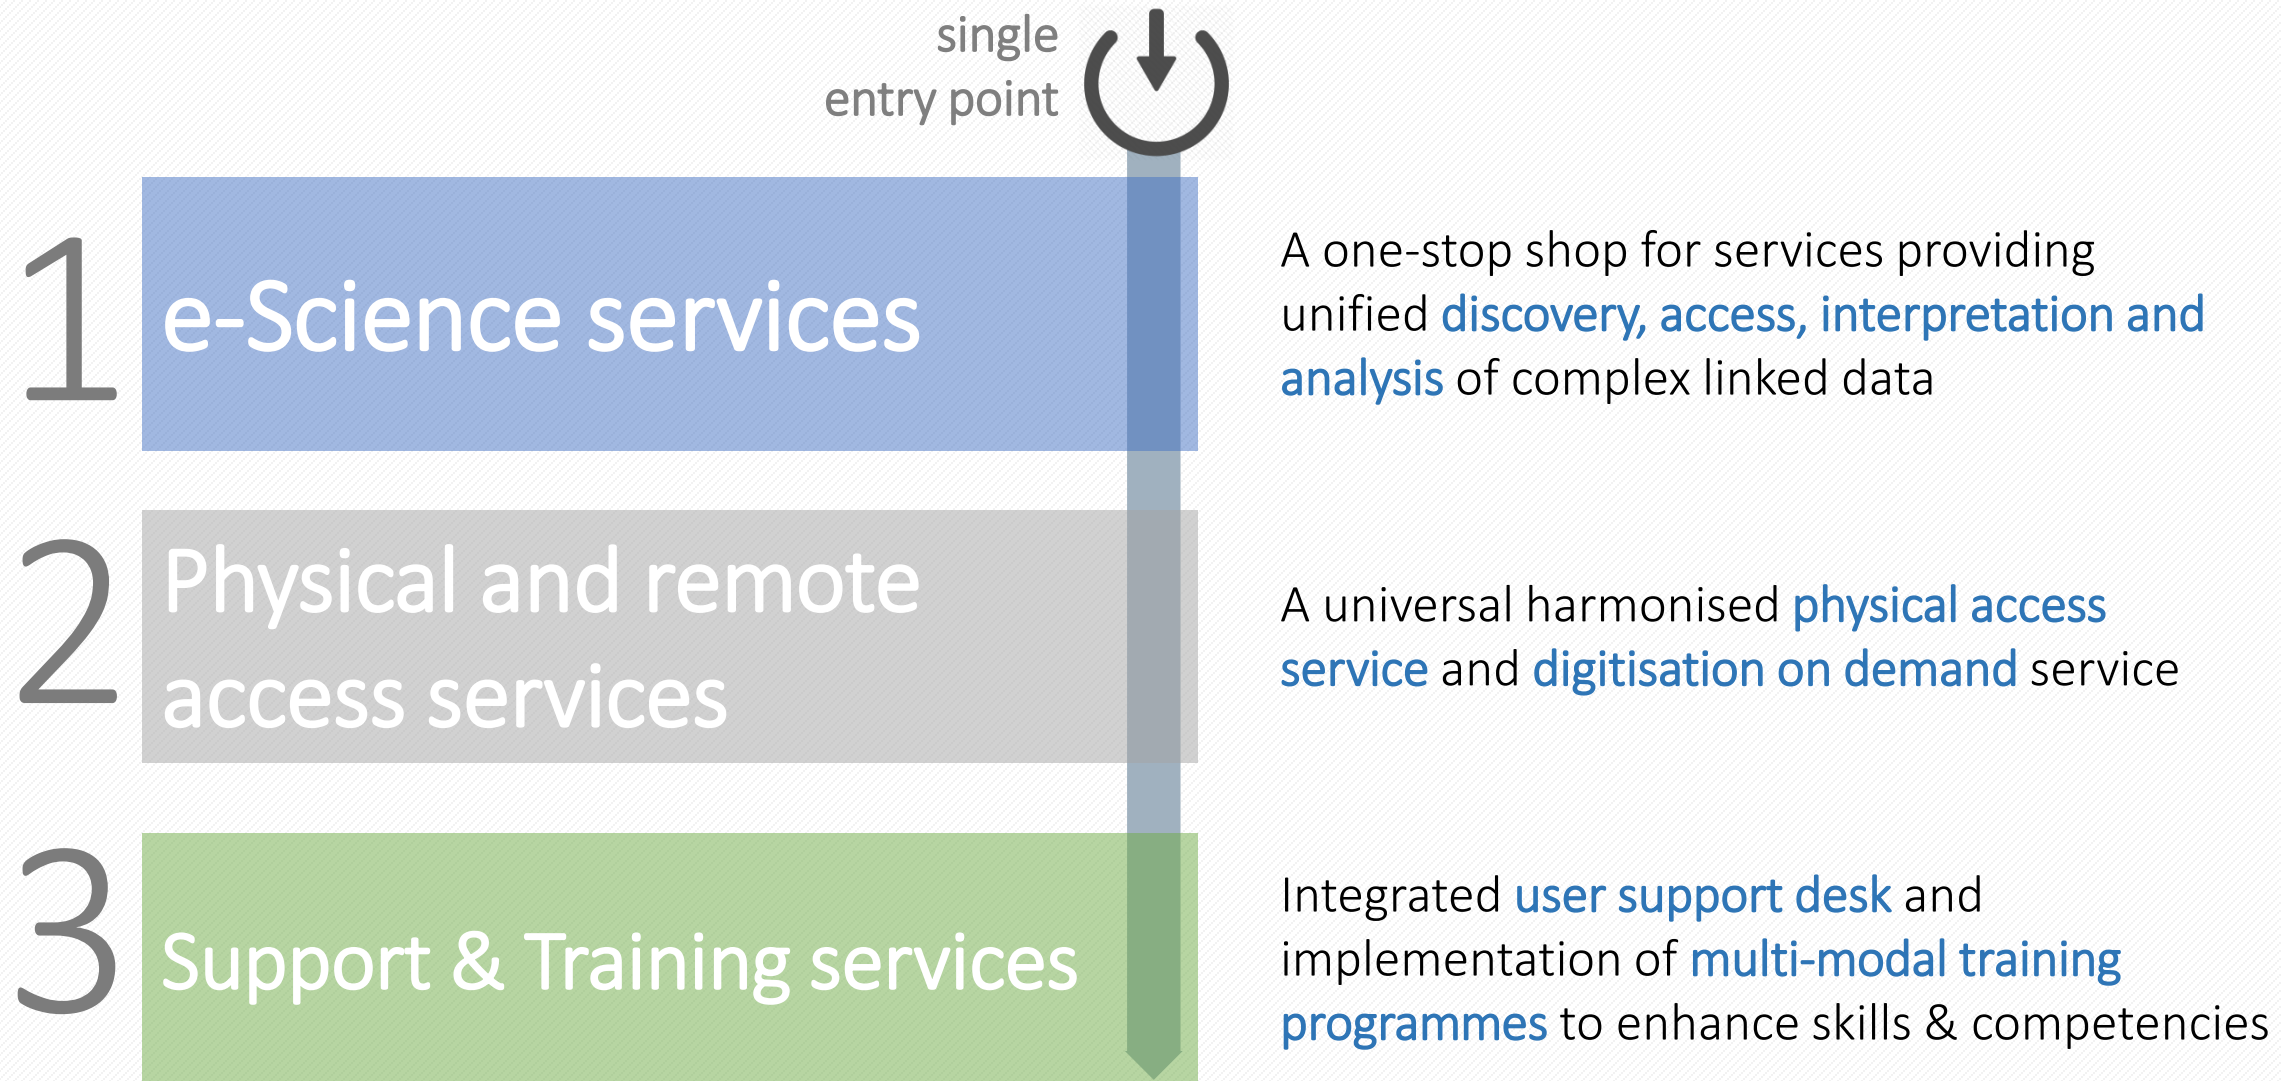 single
entry point
1
e-Science services
A one-stop shop for services providing
unified discovery, access, interpretation and
analysis of complex linked data
2
Physical and remote
access services
A universal harmonised physical access
service and digitisation on demand service
3
Support & Training services
Integrated user support desk and
implementation of multi-modal training
programmes to enhance skills & competencies